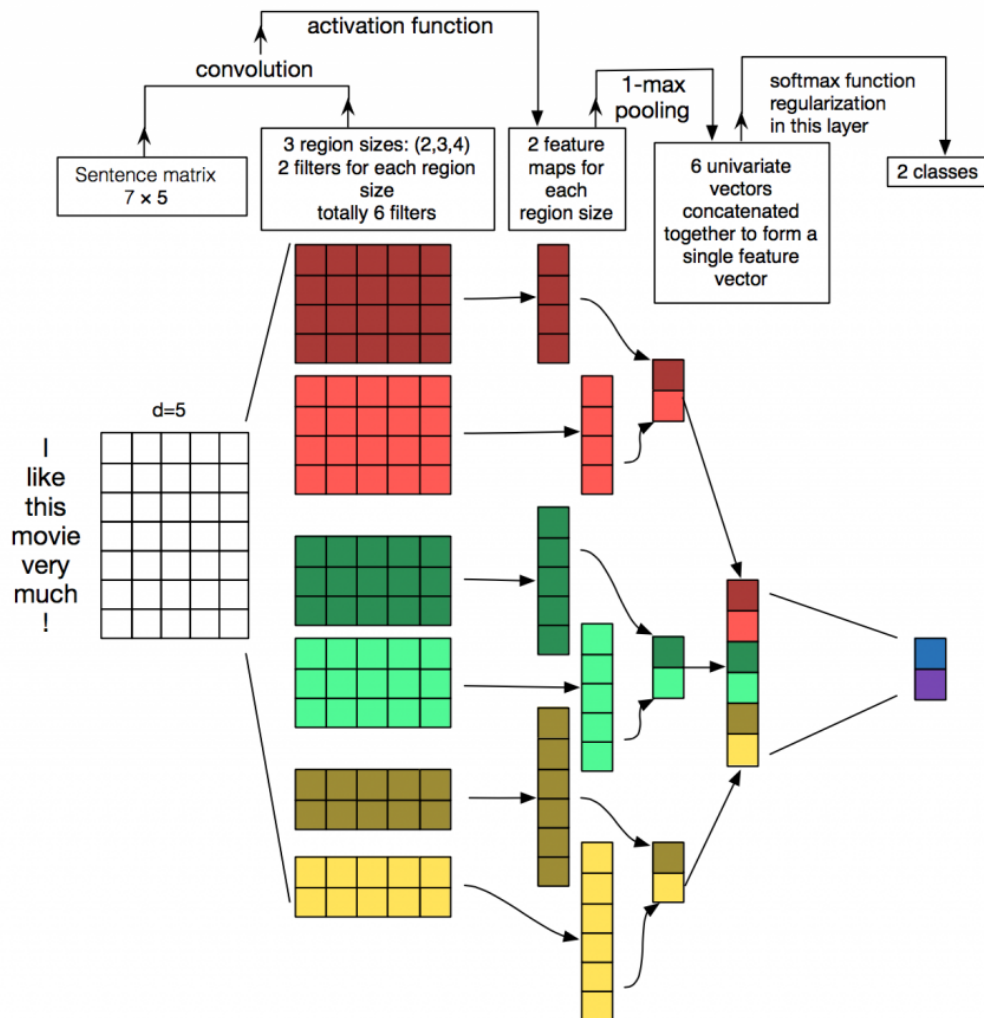 activation function
convolution
1-max
pooling
softmax function
regularization
in this layer
Sentence matrix
7 × 5
3 region sizes: (2,3,4)
2 filters for each region
size
totally 6 filters
2 feature
maps for
each
region size
6 univariate
vectors
concatenated
together to form a
single feature
vector
2 classes
d=5
I
like
this
movie
very
much
!